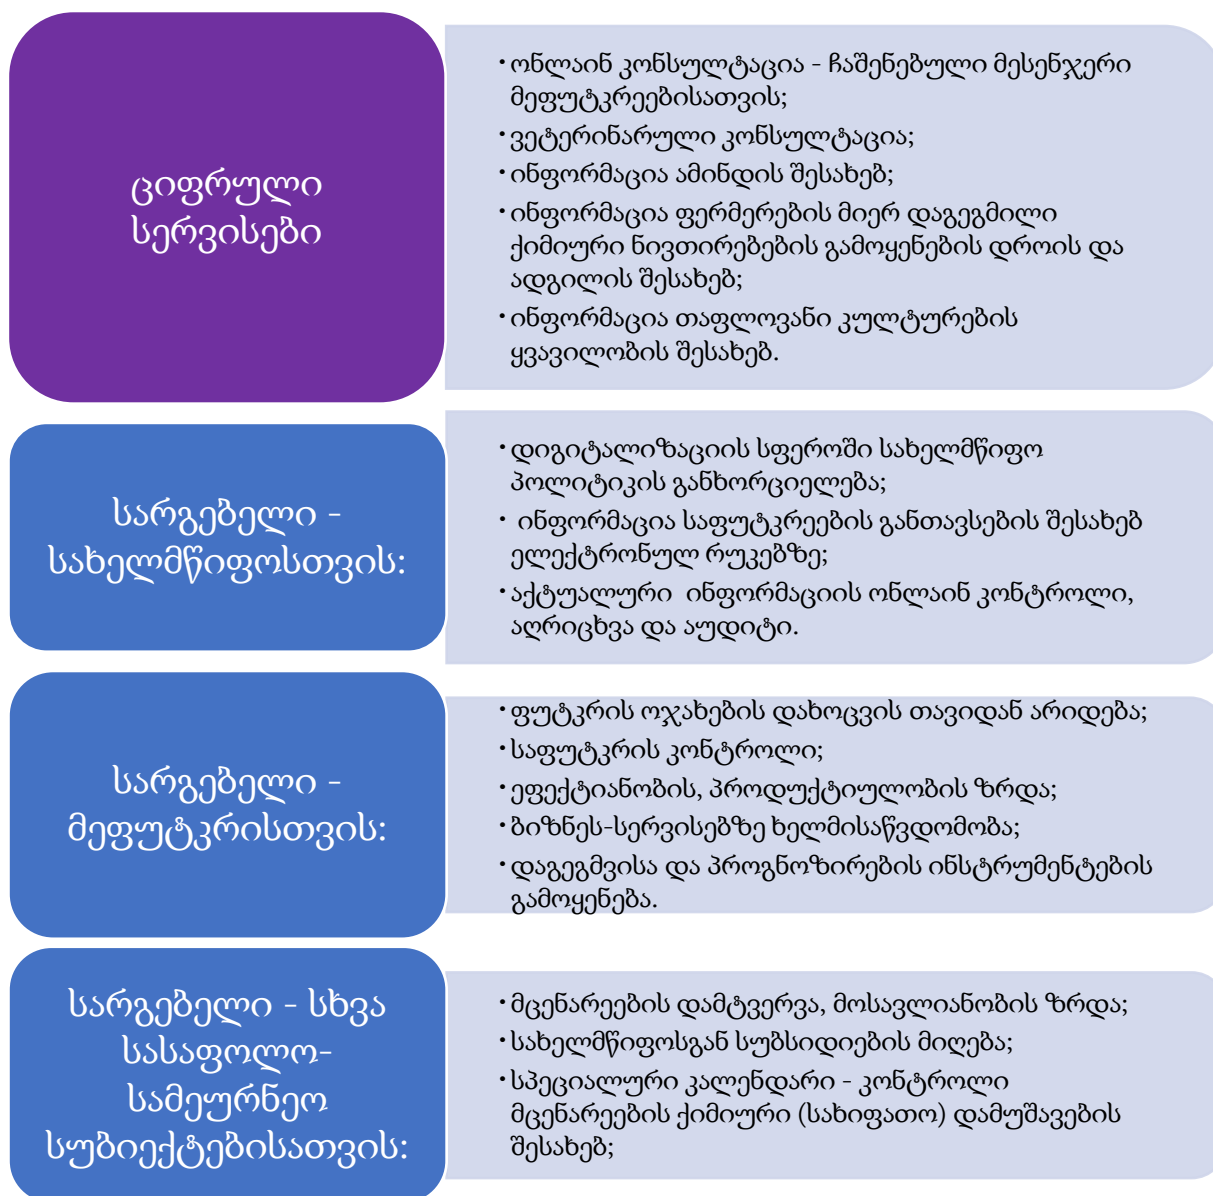 ციფრული
სერვისები
• ონლაინ კონსულტაცია - ჩაშენებული მესენჯერი
მეფუტკრეებისათვის;
• ვეტერინარული კონსულტაცია;
• ინფორმაცია ამინდის შესახებ;
• ინფორმაცია ფერმერების მიერ დაგეგმილი
ქიმიური ნივთირებების გამოყენების დროის და
ადგილის შესახებ;
• ინფორმაცია თაფლოვანი კულტურების
ყვავილობის შესახებ.
სარგებელი -
სახელმწიფოსთვის:
• დიგიტალიზაციის სფეროში სახელმწიფო
პოლიტიკის განხორციელება;
• ინფორმაცია საფუტკრეების განთავსების შესახებ
ელექტრონულ რუკებზე;
• აქტუალური ინფორმაციის ონლაინ კონტროლი,
აღრიცხვა და აუდიტი.
სარგებელი -
მეფუტკრისთვის:
• ფუტკრის ოჯახების დახოცვის თავიდან არიდება;
• საფუტკრის კონტროლი;
• ეფექტიანობის, პროდუქტიულობის ზრდა;
• ბიზნეს-სერვისებზე ხელმისაწვდომობა;
• დაგეგმვისა და პროგნოზირების ინსტრუმენტების
გამოყენება.
სარგებელი - სხვა
სასაფოლო-
სამეურნეო
სუბიექტებისათვის:
• მცენარეების დამტვერვა, მოსავლიანობის ზრდა;
• სახელმწიფოსგან სუბსიდიების მიღება;
• სპეციალური კალენდარი - კონტროლი
მცენარეების ქიმიური (სახიფათო) დამუშავების
შესახებ;